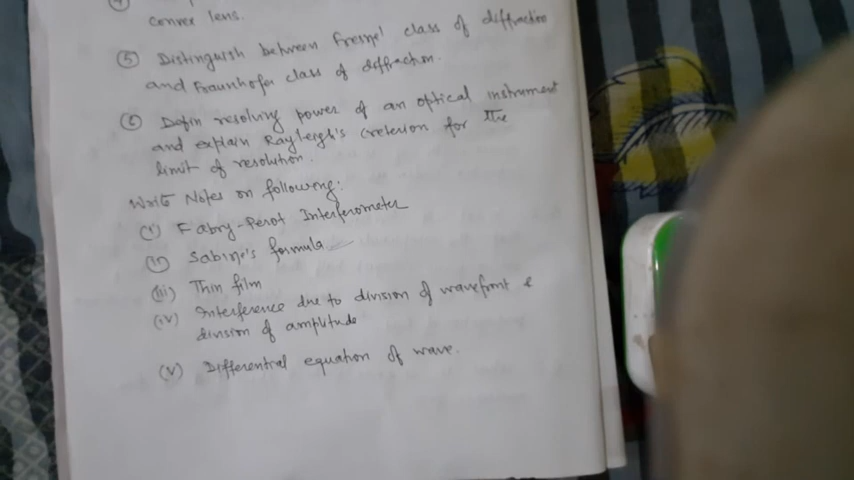 convex lens.
(5) Distinguish between Fresnel class of diffraction
and Fraunhofer class of diffraction.
(6) Defin resolving power of an optical instrument
and explain Rayleigh's creterion for the
limit of resolution.
Write Notes on following:
(i) Fabry-Perot Interferometer
(ii) Sabine's formula
(iii) Thin film
(iv) Interference due to division of wavefront &
division of amplitude
(v) Differential equation of wave.